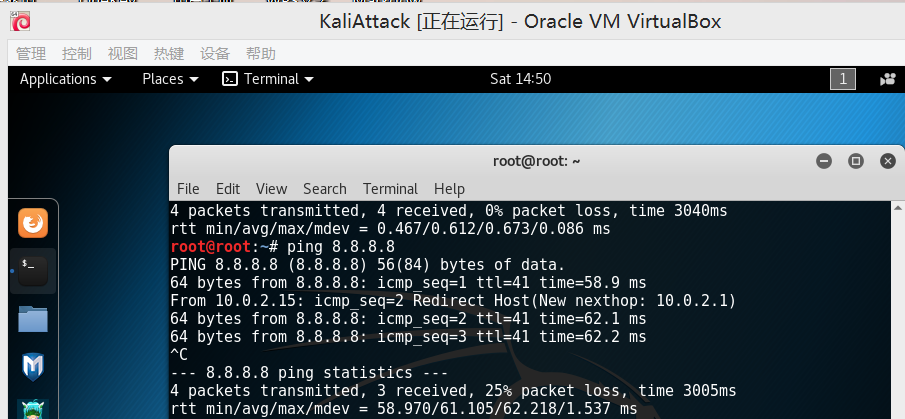 KaliAttack [正在运行] - Oracle VM VirtualBox
管理 控制 视图 热键 设备 帮助
Applications Places Terminal Sat 14:50 1
root@root: ~
File Edit View Search Terminal Help
4 packets transmitted, 4 received, 0% packet loss, time 3040ms
rtt min/avg/max/mdev = 0.467/0.612/0.673/0.086 ms
root@root:~# ping 8.8.8.8
PING 8.8.8.8 (8.8.8.8) 56(84) bytes of data.
64 bytes from 8.8.8.8: icmp_seq=1 ttl=41 time=58.9 ms
From 10.0.2.15: icmp_seq=2 Redirect Host(New nexthop: 10.0.2.1)
64 bytes from 8.8.8.8: icmp_seq=2 ttl=41 time=62.1 ms
64 bytes from 8.8.8.8: icmp_seq=3 ttl=41 time=62.2 ms
^C
--- 8.8.8.8 ping statistics ---
4 packets transmitted, 3 received, 25% packet loss, time 3005ms
rtt min/avg/max/mdev = 58.970/61.105/62.218/1.537 ms